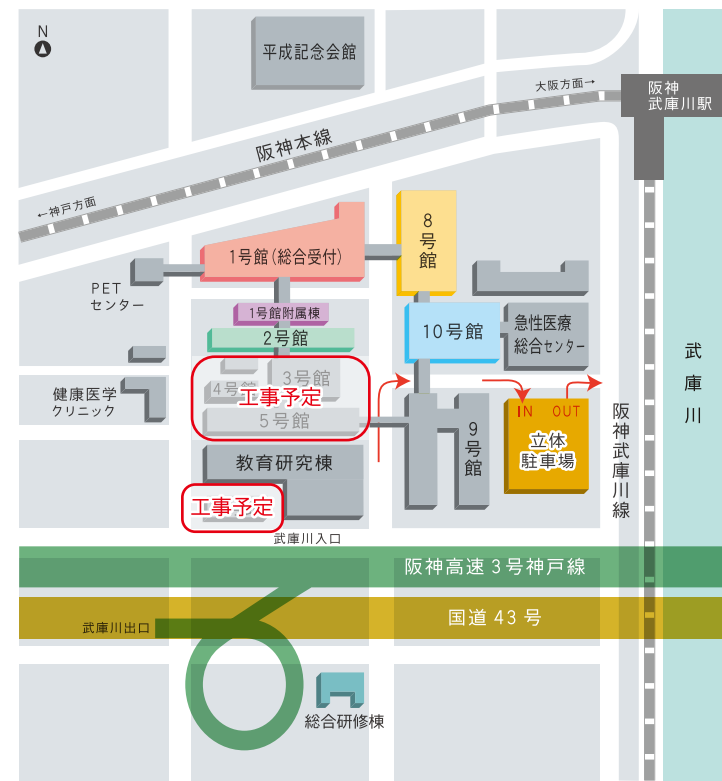 N
平成記念会館
大阪方面→
阪神
武庫川駅
阪神本線
←神戸方面
8号館
1号館(総合受付)
PET
センター
1号館附属棟
2号館
10号館
急性医療
総合センター
武庫川
3号館
4号館
工事予定
5号館
健康医学
クリニック
IN OUT
立体
駐車場
9号館
阪神武庫川線
教育研究棟
工事予定
武庫川入口
阪神高速3号神戸線
国道43号
武庫川出口
総合研修棟